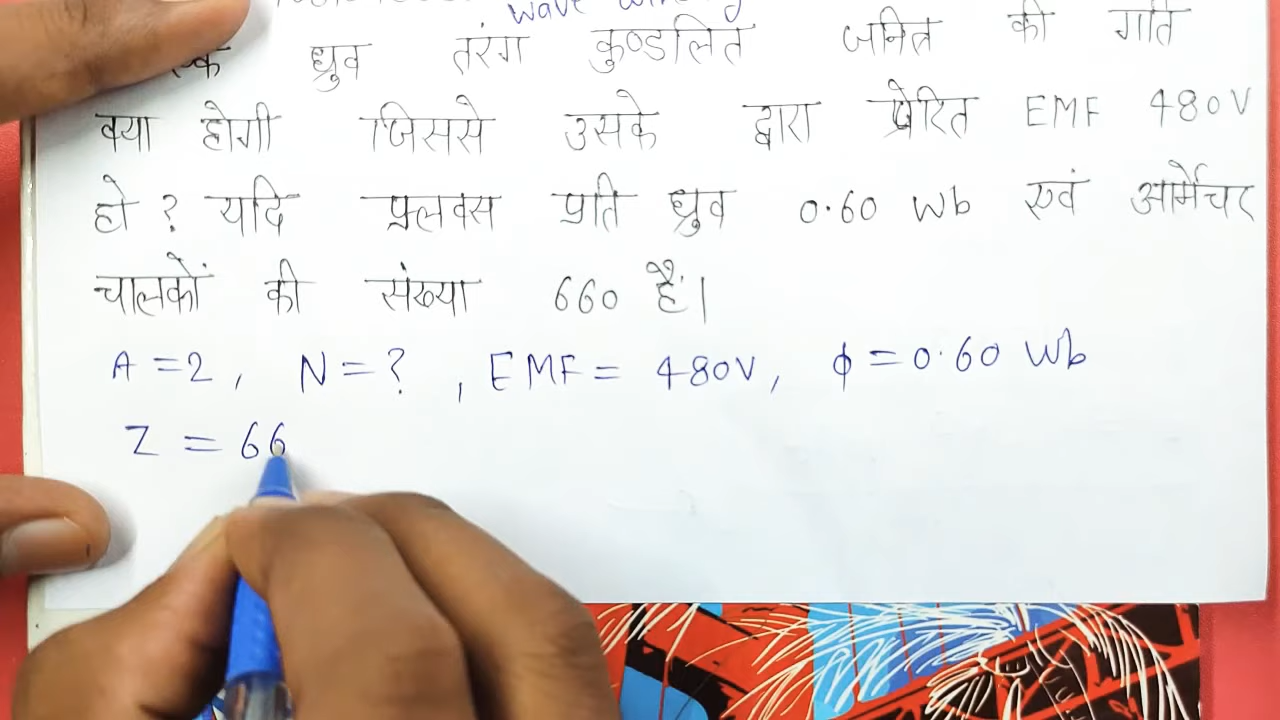 wave
ध्रुव तरंग कुण्डलित जनित्र की गति
क्या होगी जिससे उसके द्वारा प्रेरित EMF 480V
हो ? यदि फ्लक्स प्रति ध्रुव 0.60 Wb एवं आर्मेचर
चालकों की संख्या 660 हैं।
A = 2, N = ? , EMF = 480V, ϕ = 0.60 Wb
Z = 66